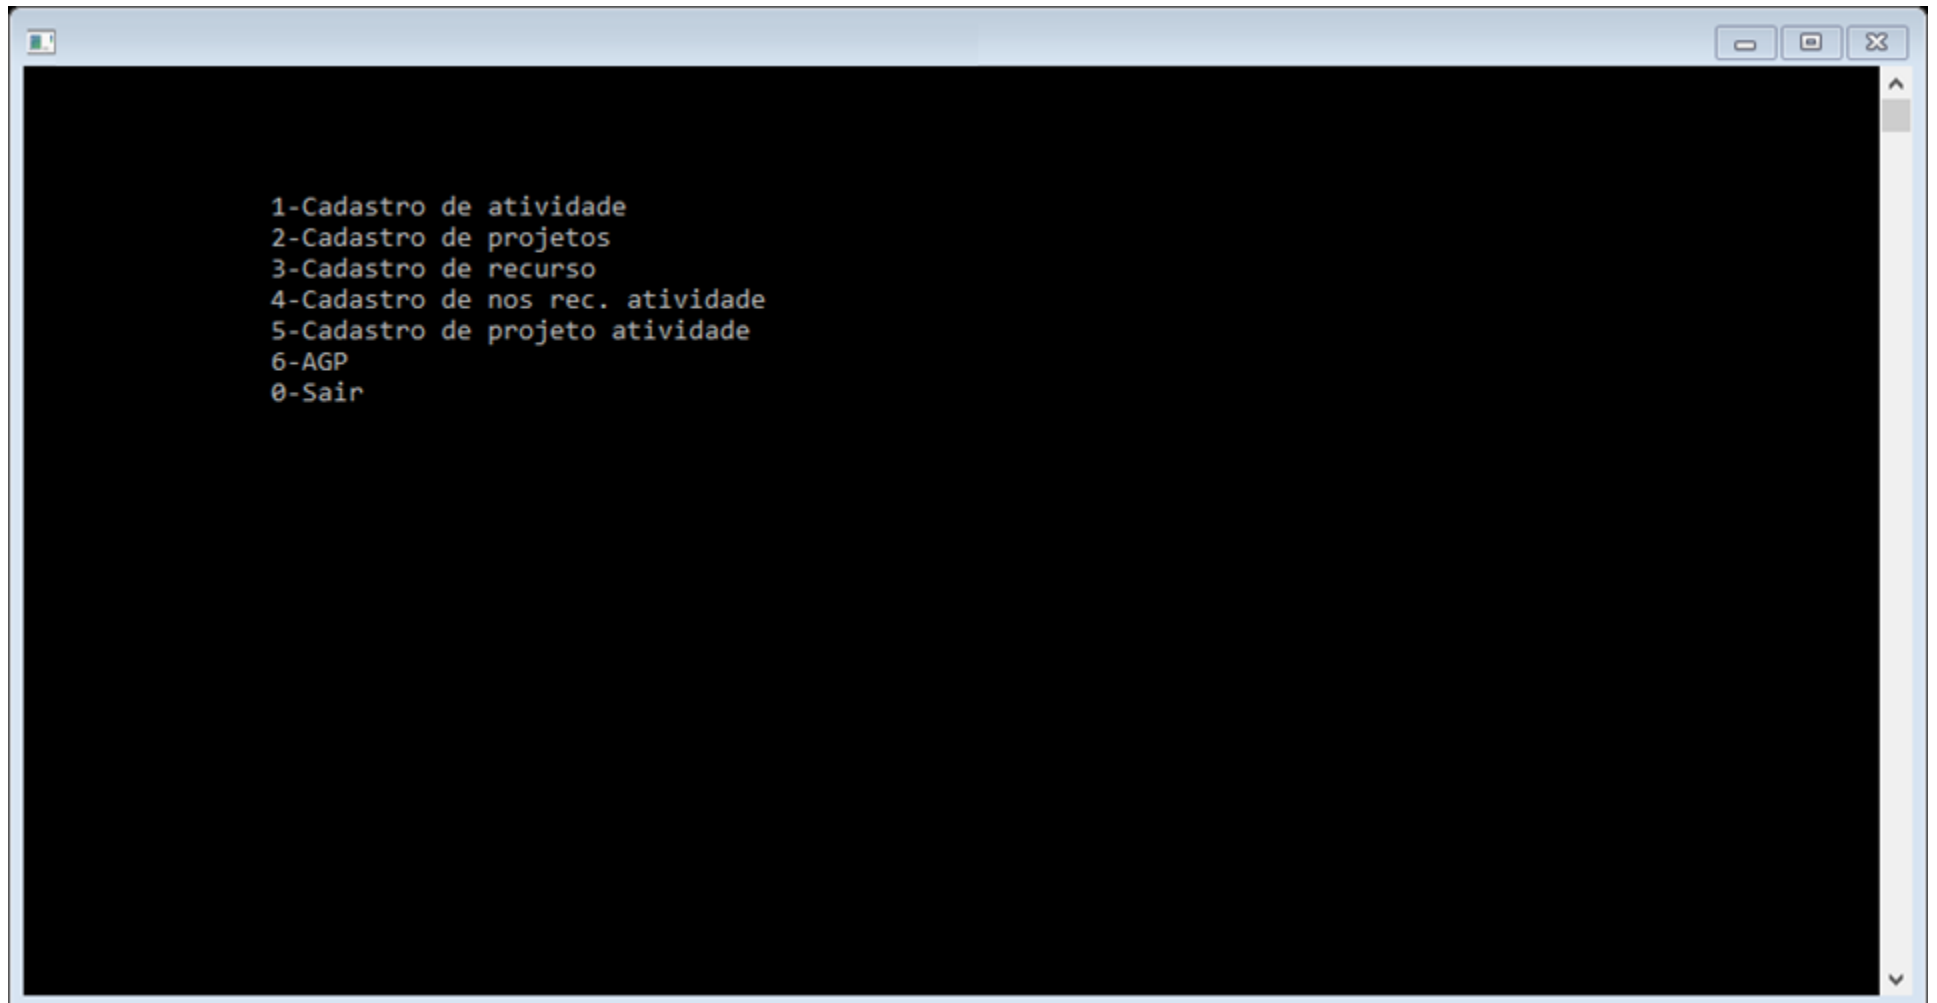 1-Cadastro de atividade
2-Cadastro de projetos
3-Cadastro de recurso
4-Cadastro de nos rec. atividade
5-Cadastro de projeto atividade
6-AGP
0-Sair